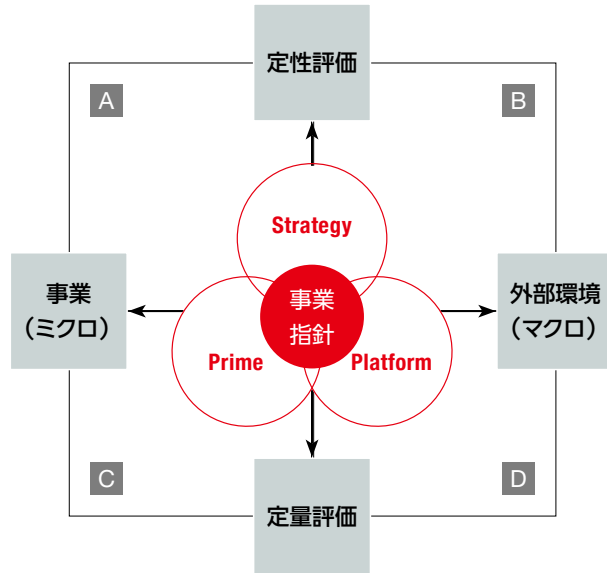 定性評価
A
B
Strategy
事業
（ミクロ）
事業
指針
外部環境
（マクロ）
Prime
Platform
C
D
定量評価